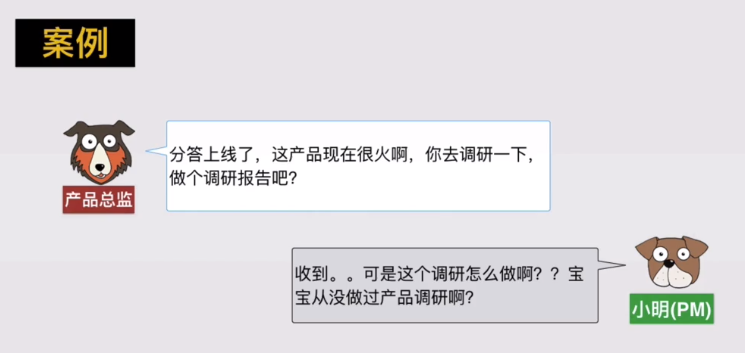 案例
分答上线了，这产品现在很火啊，你去调研一下，
做个调研报告吧？
产品总监
收到。。可是这个调研怎么做啊？？宝
宝从没做过产品调研啊？
小明(PM)